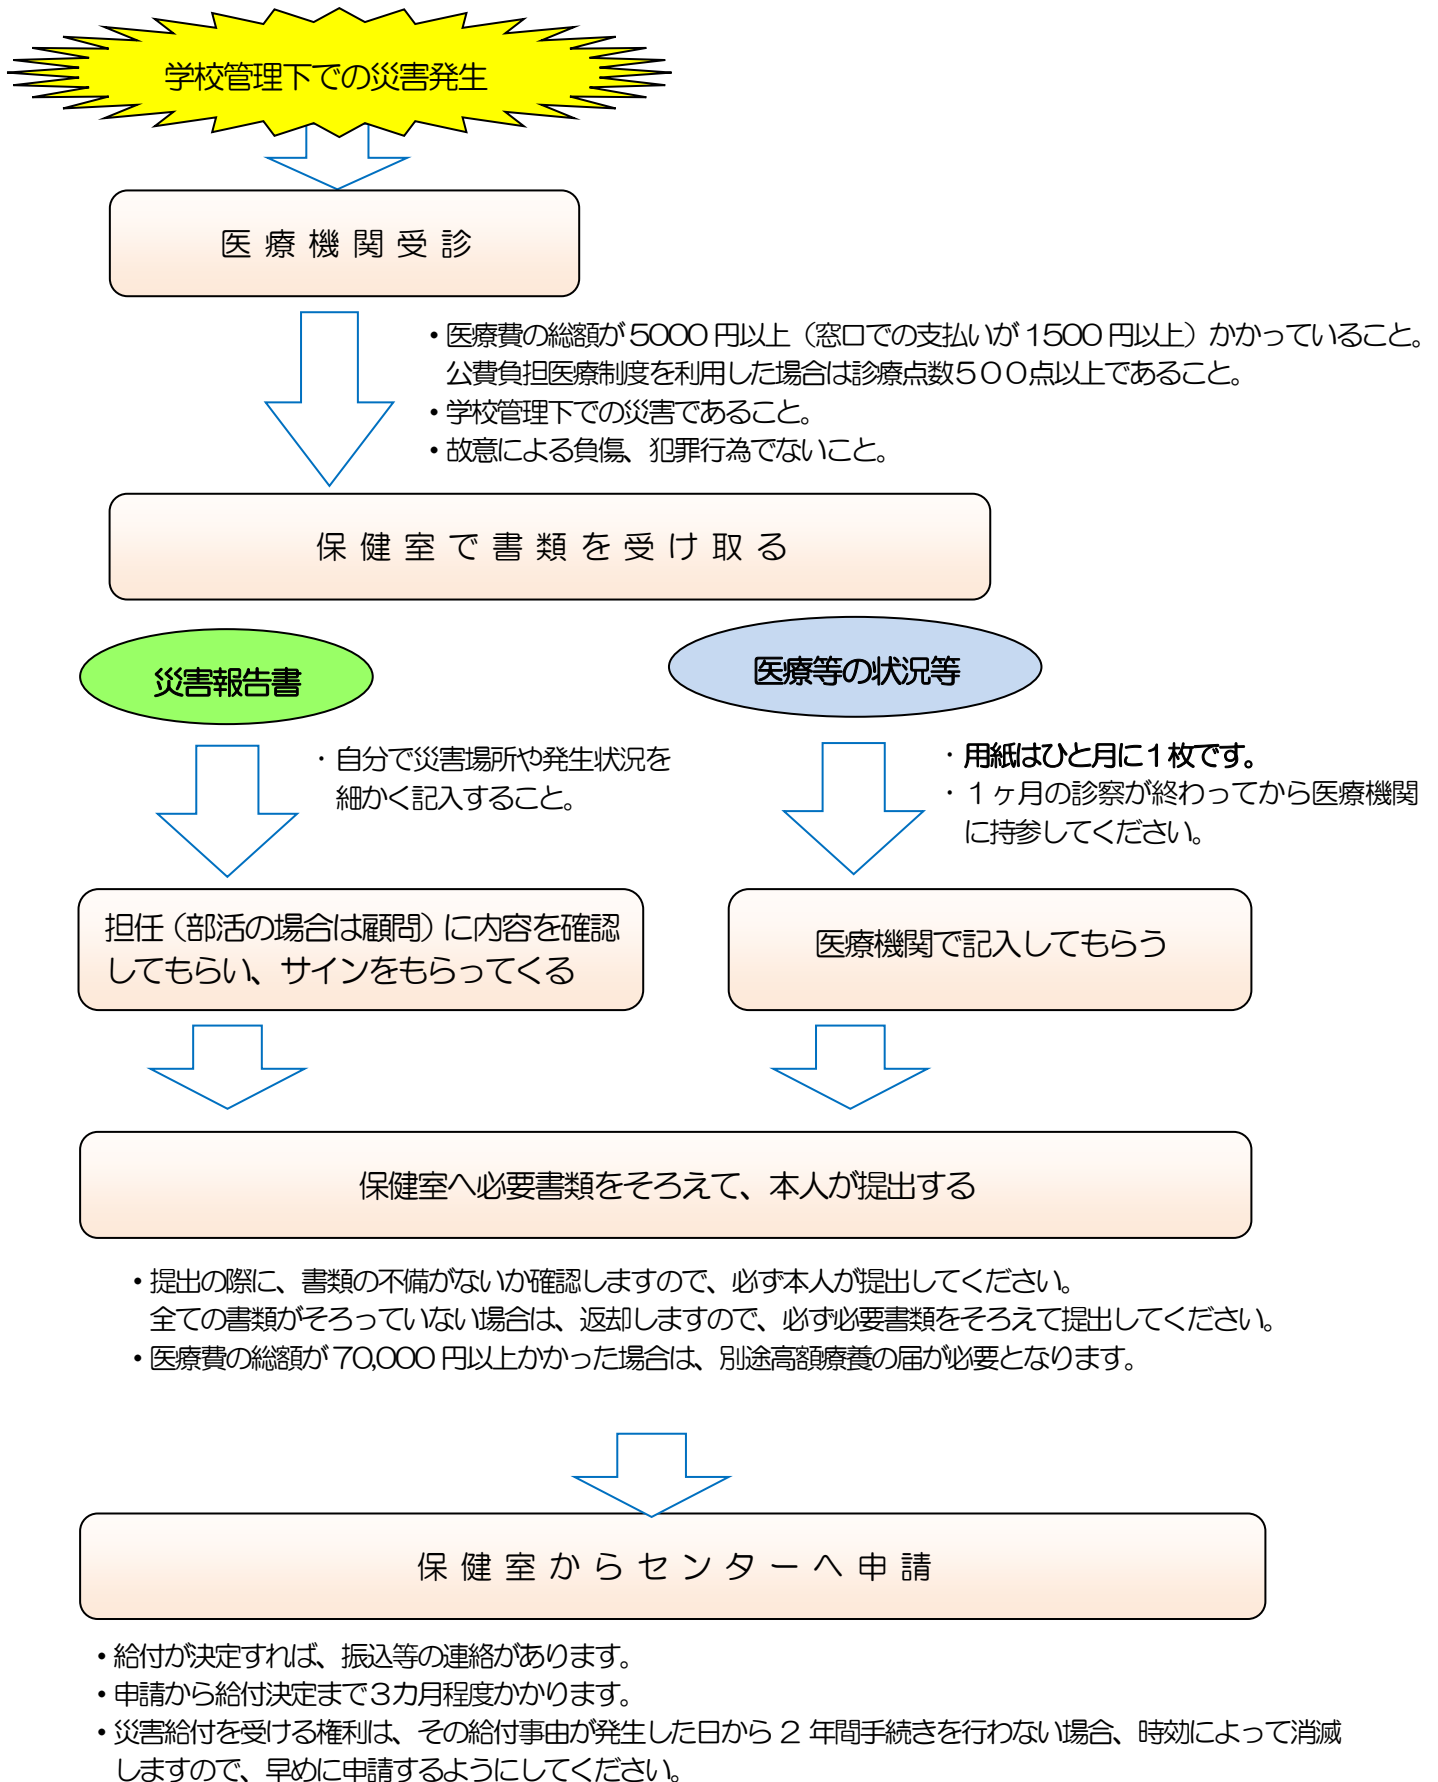 学校管理下での災害発生
医療機関受診
・医療費の総額が5000円以上（窓口での支払いが1500円以上）かかっていること。
公費負担医療制度を利用した場合は診療点数５００点以上であること。
・学校管理下での災害であること。
・故意による負傷、犯罪行為でないこと。
保健室で書類を受け取る
災害報告書
・自分で災害場所や発生状況を
細かく記入すること。
担任（部活の場合は顧問）に内容を確認
してもらい、サインをもらってくる
医療等の状況等
・用紙はひと月に１枚です。
・１ヶ月の診察が終わってから医療機関
に持参してください。
医療機関で記入してもらう
保健室へ必要書類をそろえて、本人が提出する
・提出の際に、書類の不備がないか確認しますので、必ず本人が提出してください。
全ての書類がそろっていない場合は、返却しますので、必ず必要書類をそろえて提出してください。
・医療費の総額が70,000円以上かかった場合は、別途高額療養の届が必要となります。
保健室からセンターへ申請
・給付が決定すれば、振込等の連絡があります。
・申請から給付決定まで３カ月程度かかります。
・災害給付を受ける権利は、その給付事由が発生した日から２年間手続きを行わない場合、時効によって消滅
しますので、早めに申請するようにしてください。